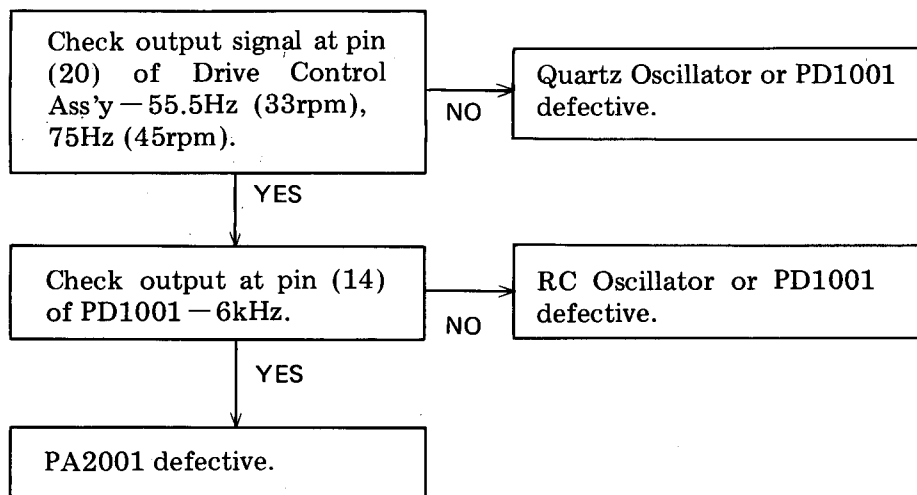 Check output signal at pin
(20) of Drive Control
Ass'y — 55.5Hz (33rpm),
75Hz (45rpm).
NO
Quartz Oscillator or PD1001
defective.
YES
Check output at pin (14)
of PD1001 — 6kHz.
NO
RC Oscillator or PD1001
defective.
YES
PA2001 defective.